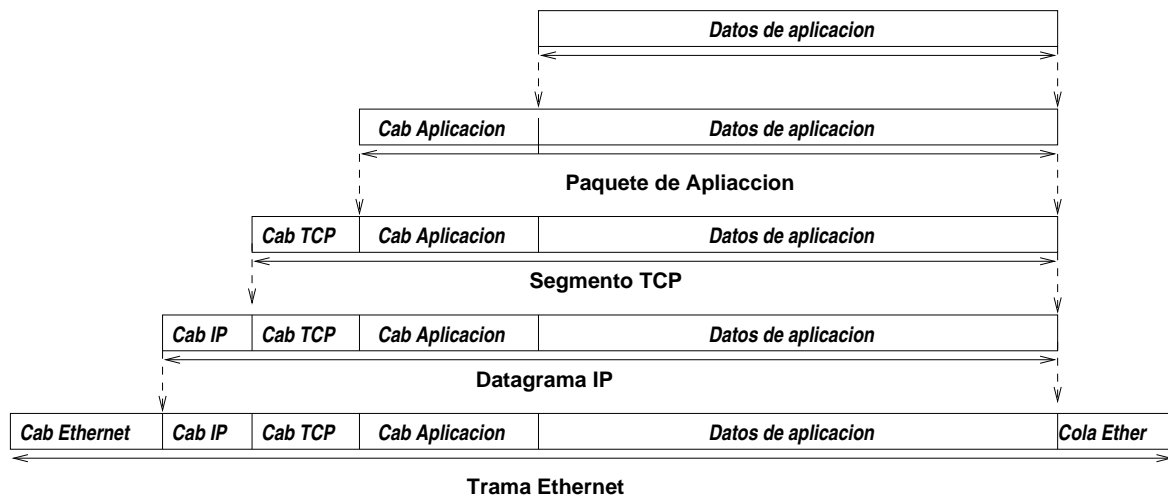 Datos de aplicacion
Cab Aplicacion Datos de aplicacion
Paquete de Apliaccion
Cab TCP Cab Aplicacion Datos de aplicacion
Segmento TCP
Cab IP Cab TCP Cab Aplicacion Datos de aplicacion
Datagrama IP
Cab Ethernet Cab IP Cab TCP Cab Aplicacion Datos de aplicacion Cola Ether
Trama Ethernet